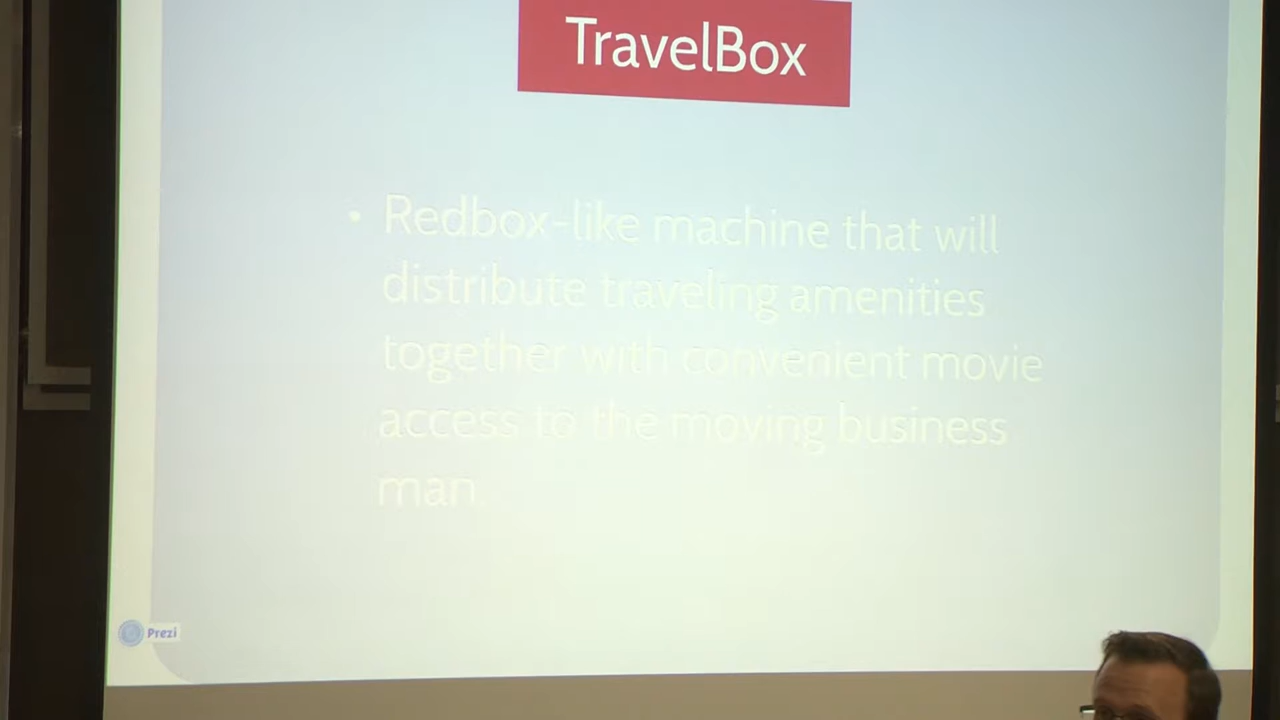 TravelBox
• Redbox-like machine that will
distribute traveling amenities
together with convenient movie
access to the moving business
man
Prezi